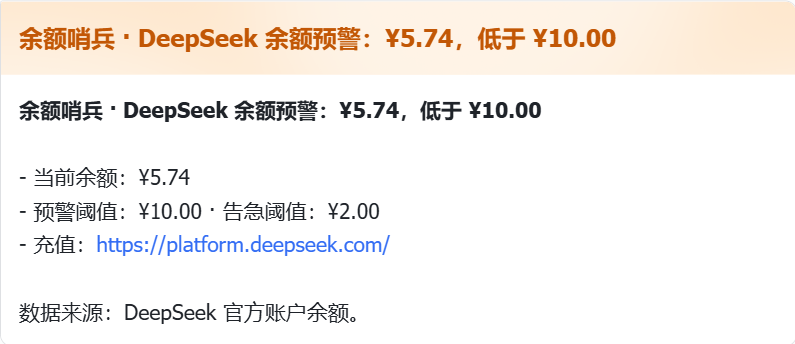 余额哨兵 · DeepSeek 余额预警：¥5.74，低于 ¥10.00
余额哨兵 · DeepSeek 余额预警：¥5.74，低于 ¥10.00
- 当前余额：¥5.74
- 预警阈值：¥10.00 · 告急阈值：¥2.00
- 充值：https://platform.deepseek.com/
数据来源：DeepSeek 官方账户余额。